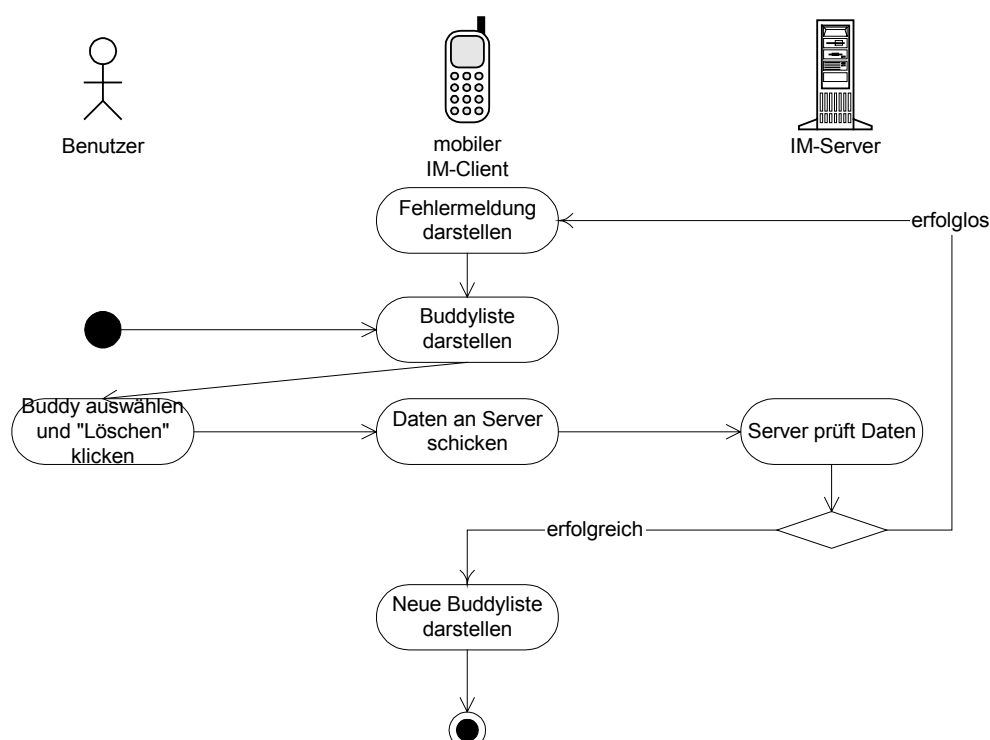 Benutzer
mobiler
IM-Client
IM-Server
Fehlermeldung
darstellen
erfolglos
Buddyliste
darstellen
Buddy auswählen
und "Löschen"
klicken
Daten an Server
schicken
Server prüft Daten
erfolgreich
Neue Buddyliste
darstellen